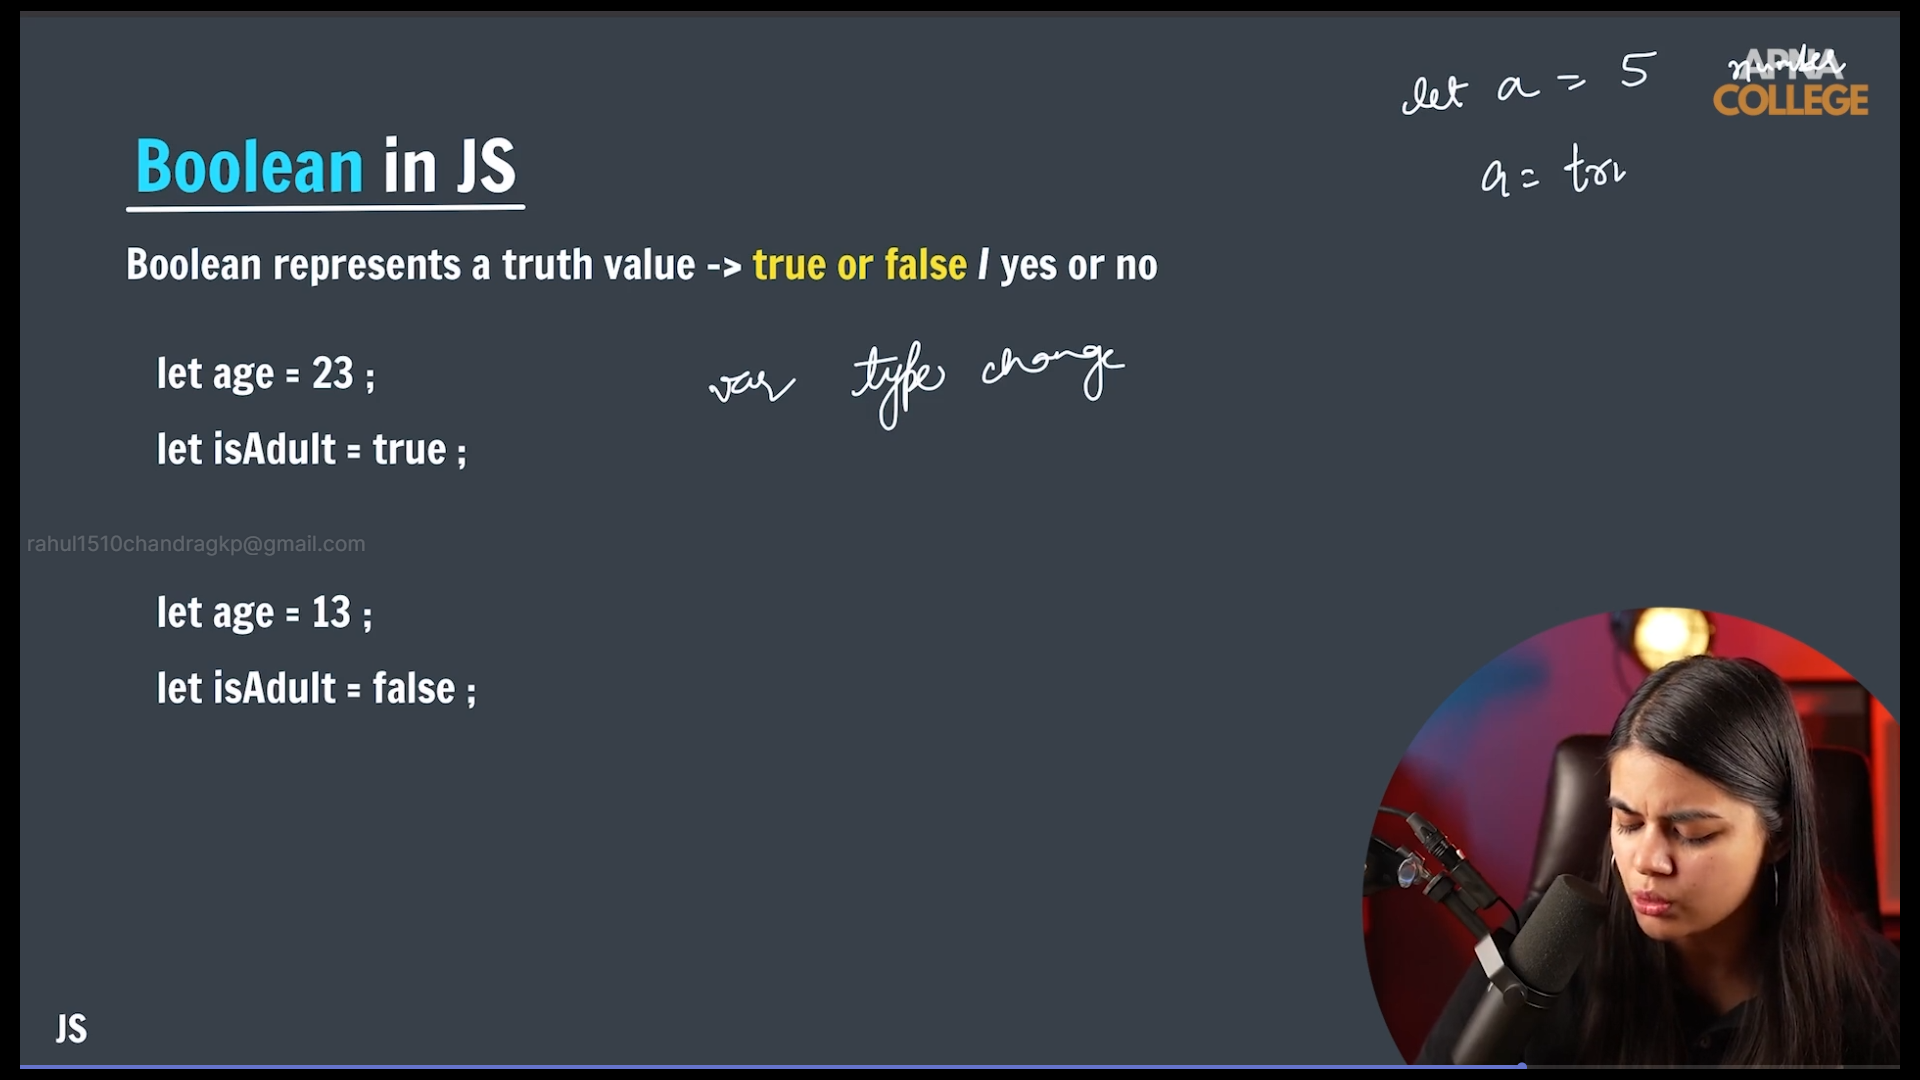 let a = 5 number
APNA
COLLEGE
a = tru
Boolean in JS
Boolean represents a truth value -> true or false / yes or no
let age = 23 ;
var type change
let isAdult = true ;
rahul1510chandragkp@gmail.com
let age = 13 ;
let isAdult = false ;
JS